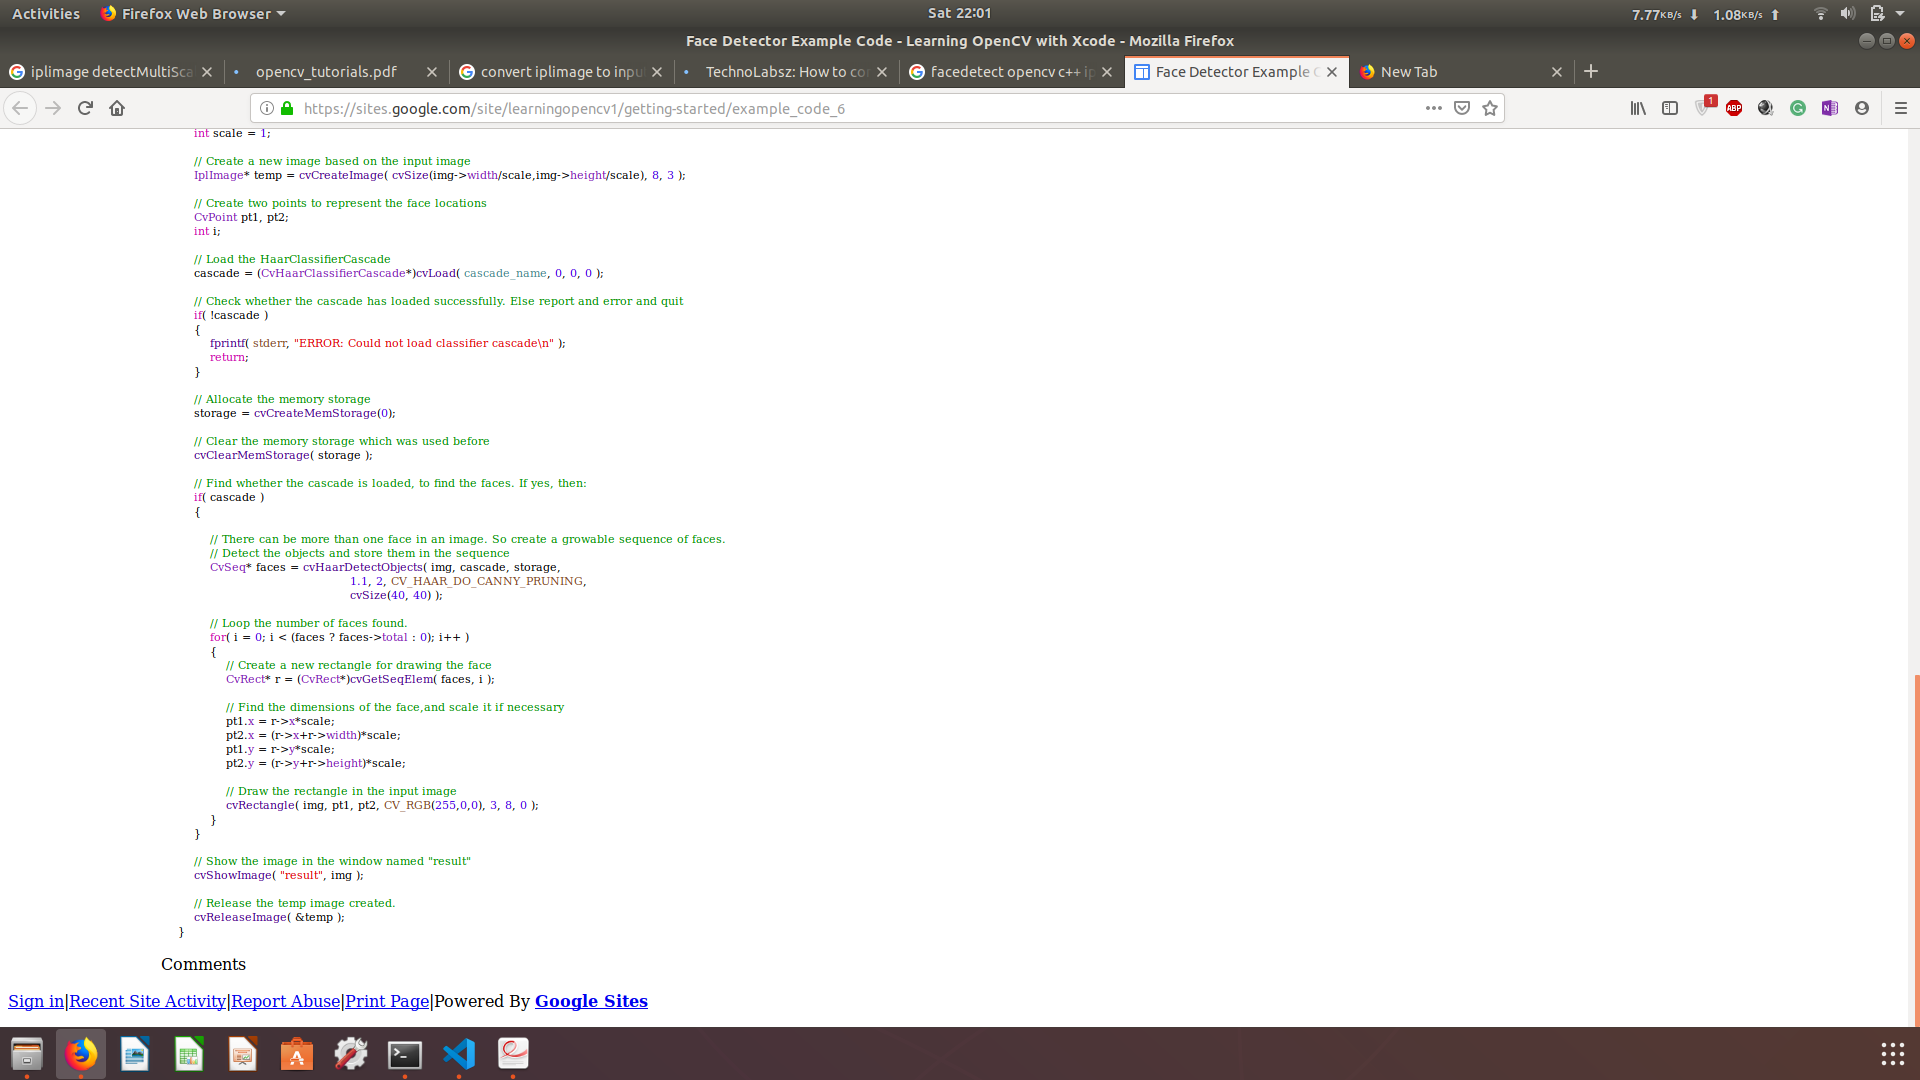 Activities Firefox Web Browser Sat 22:01 7.77KB/s 1.08KB/s
Face Detector Example Code - Learning OpenCV with Xcode - Mozilla Firefox
iplimage detectMultiSca opencv_tutorials.pdf convert iplimage to inpu TechnoLabsz: How to co facedetect opencv c++ ip Face Detector Example New Tab
https://sites.google.com/site/learningopencv1/getting-started/example_code_6 1 ABP
int scale = 1;
// Create a new image based on the input image
IplImage* temp = cvCreateImage( cvSize(img->width/scale,img->height/scale), 8, 3 );
// Create two points to represent the face locations
CvPoint pt1, pt2;
int i;
// Load the HaarClassifierCascade
cascade = (CvHaarClassifierCascade*)cvLoad( cascade_name, 0, 0, 0 );
// Check whether the cascade has loaded successfully. Else report and error and quit
if( !cascade )
{
fprintf( stderr, "ERROR: Could not load classifier cascade\n" );
return;
}
// Allocate the memory storage
storage = cvCreateMemStorage(0);
// Clear the memory storage which was used before
cvClearMemStorage( storage );
// Find whether the cascade is loaded, to find the faces. If yes, then:
if( cascade )
{
// There can be more than one face in an image. So create a growable sequence of faces.
// Detect the objects and store them in the sequence
CvSeq* faces = cvHaarDetectObjects( img, cascade, storage,
1.1, 2, CV_HAAR_DO_CANNY_PRUNING,
cvSize(40, 40) );
// Loop the number of faces found.
for( i = 0; i < (faces ? faces->total : 0); i++ )
{
// Create a new rectangle for drawing the face
CvRect* r = (CvRect*)cvGetSeqElem( faces, i );
// Find the dimensions of the face,and scale it if necessary
pt1.x = r->x*scale;
pt2.x = (r->x+r->width)*scale;
pt1.y = r->y*scale;
pt2.y = (r->y+r->height)*scale;
// Draw the rectangle in the input image
cvRectangle( img, pt1, pt2, CV_RGB(255,0,0), 3, 8, 0 );
}
}
// Show the image in the window named "result"
cvShowImage( "result", img );
// Release the temp image created.
cvReleaseImage( &temp );
}
Comments
Sign in|Recent Site Activity|Report Abuse|Print Page|Powered By Google Sites